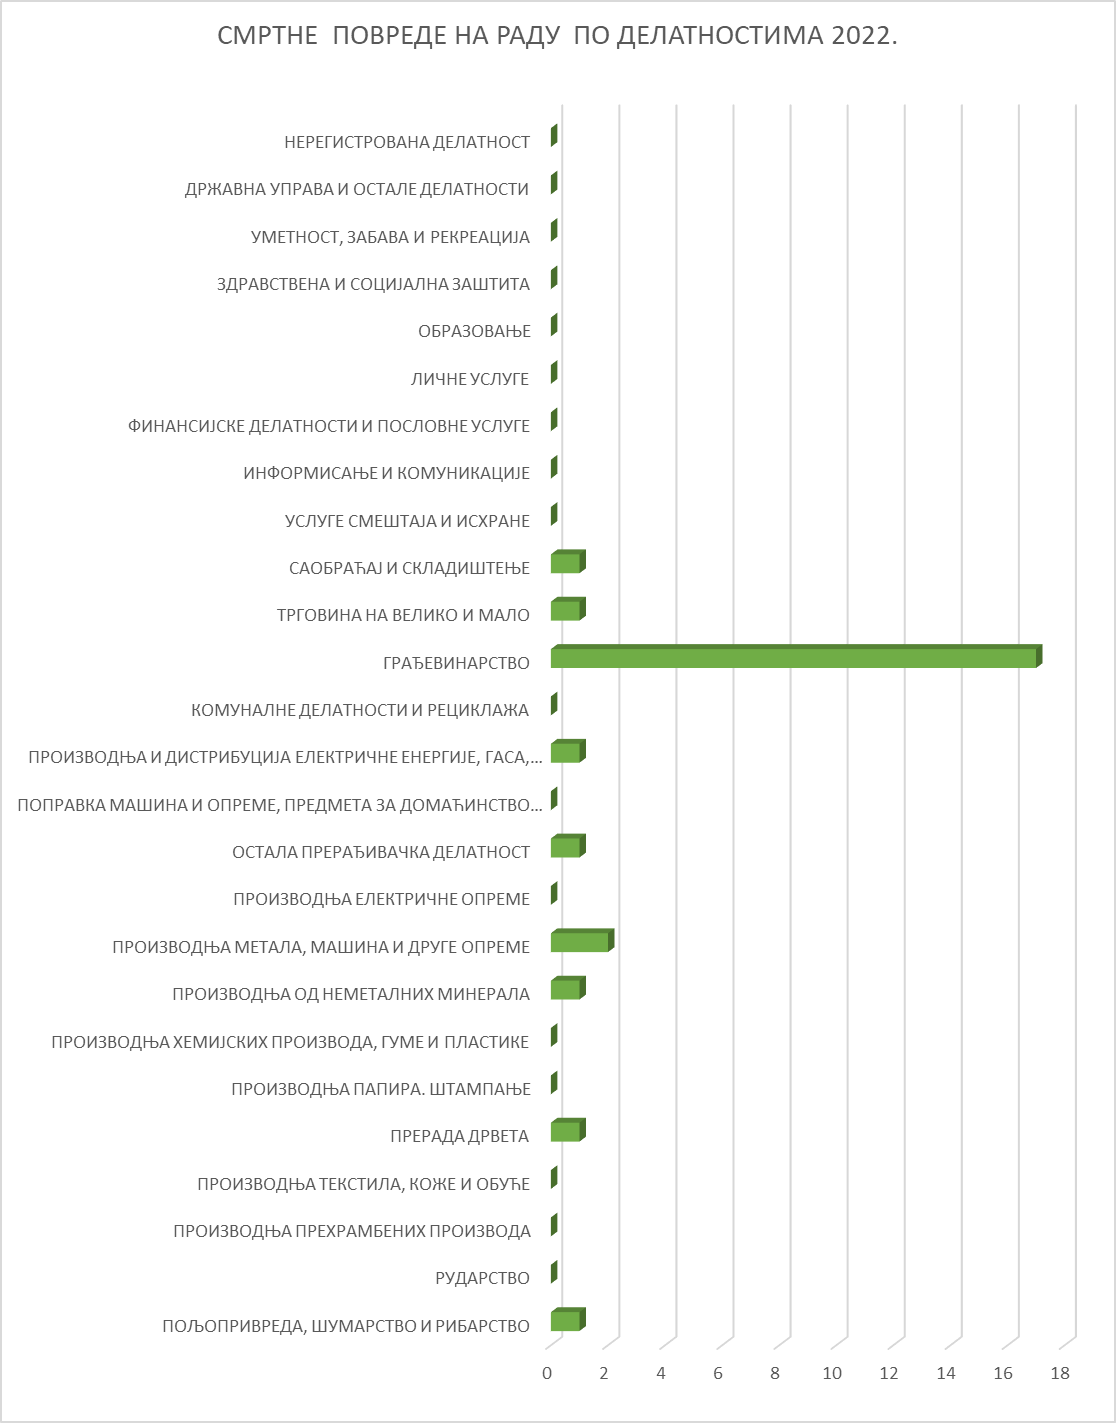 СМРТНЕ ПОВРЕДЕ НА РАДУ ПО ДЕЛАТНОСТИМА 2022.
НЕРЕГИСТРОВАНА ДЕЛАТНОСТ
ДРЖАВНА УПРАВА И ОСТАЛЕ ДЕЛАТНОСТИ
УМЕТНОСТ, ЗАБАВА И РЕКРЕАЦИЈА
ЗДРАВСТВЕНА И СОЦИЈАЛНА ЗАШТИТА
ОБРАЗОВАЊЕ
ЛИЧНЕ УСЛУГЕ
ФИНАНСИЈСКЕ ДЕЛАТНОСТИ И ПОСЛОВНЕ УСЛУГЕ
ИНФОРМИСАЊЕ И КОМУНИКАЦИЈЕ
УСЛУГЕ СМЕШТАЈА И ИСХРАНЕ
САОБРАЋАЈ И СКЛАДИШТЕЊЕ
ТРГОВИНА НА ВЕЛИКО И МАЛО
ГРАЂЕВИНАРСТВО
КОМУНАЛНЕ ДЕЛАТНОСТИ И РЕЦИКЛАЖА
ПРОИЗВОДЊА И ДИСТРИБУЦИЈА ЕЛЕКТРИЧНЕ ЕНЕРГИЈЕ, ГАСА,…
ПОПРАВКА МАШИНА И ОПРЕМЕ, ПРЕДМЕТА ЗА ДОМАЋИНСТВО…
ОСТАЛА ПРЕРАЂИВАЧКА ДЕЛАТНОСТ
ПРОИЗВОДЊА ЕЛЕКТРИЧНЕ ОПРЕМЕ
ПРОИЗВОДЊА МЕТАЛА, МАШИНА И ДРУГЕ ОПРЕМЕ
ПРОИЗВОДЊА ОД НЕМЕТАЛНИХ МИНЕРАЛА
ПРОИЗВОДЊА ХЕМИЈСКИХ ПРОИЗВОДА, ГУМЕ И ПЛАСТИКЕ
ПРОИЗВОДЊА ПАПИРА. ШТАМПАЊЕ
ПРЕРАДА ДРВЕТА
ПРОИЗВОДЊА ТЕКСТИЛА, КОЖЕ И ОБУЋЕ
ПРОИЗВОДЊА ПРЕХРАМБЕНИХ ПРОИЗВОДА
РУДАРСТВО
ПОЉОПРИВРЕДА, ШУМАРСТВО И РИБАРСТВО
0 2 4 6 8 10 12 14 16 18